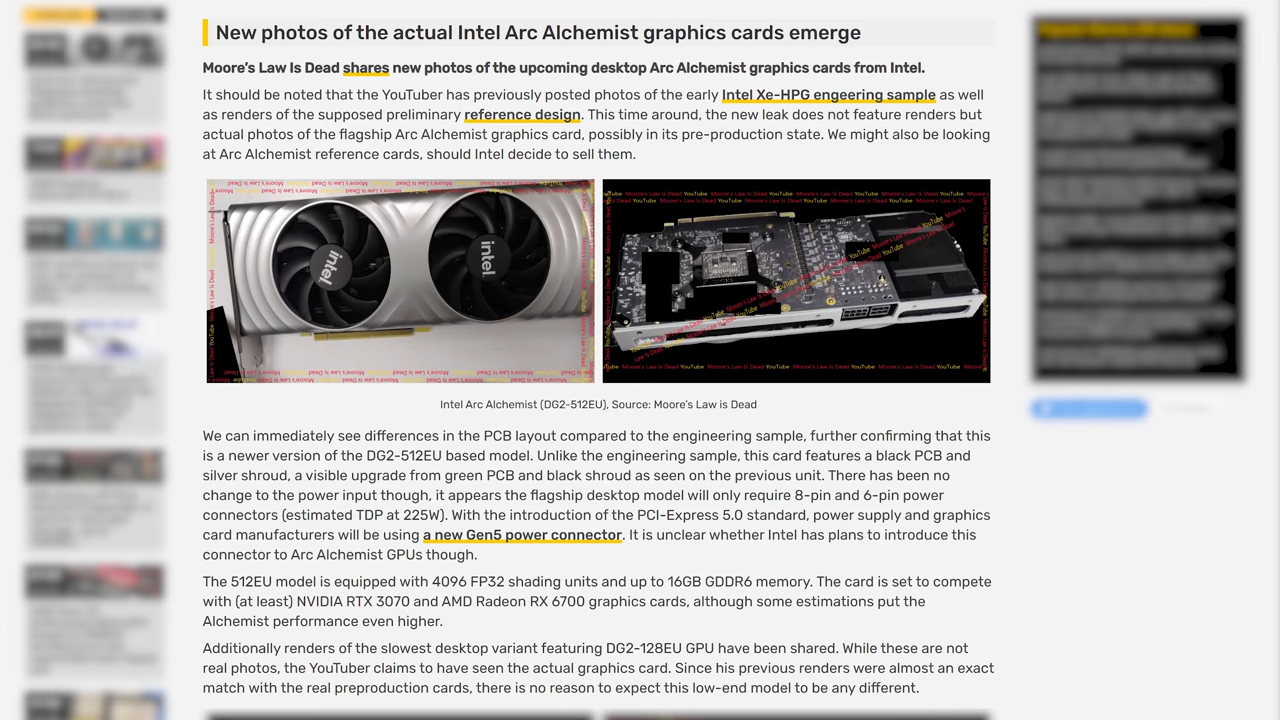 New photos of the actual Intel Arc Alchemist graphics cards emerge
Moore's Law Is Dead shares new photos of the upcoming desktop Arc Alchemist graphics cards from Intel.
It should be noted that the YouTuber has previously posted photos of the early Intel Xe-HPG engeering sample as well
as renders of the supposed preliminary reference design. This time around, the new leak does not feature renders but
actual photos of the flagship Arc Alchemist graphics card, possibly in its pre-production state. We might also be looking
at Arc Alchemist reference cards, should Intel decide to sell them.
intel
intel
Moore's Law Is Dead YouTube Moore's Law Is Dead YouTube
Intel Arc Alchemist (DG2-512EU), Source: Moore's Law is Dead
We can immediately see differences in the PCB layout compared to the engineering sample, further confirming that this
is a newer version of the DG2-512EU based model. Unlike the engineering sample, this card features a black PCB and
silver shroud, a visible upgrade from green PCB and black shroud as seen on the previous unit. There has been no
change to the power input though, it appears the flagship desktop model will only require 8-pin and 6-pin power
connectors (estimated TDP at 225W). With the introduction of the PCI-Express 5.0 standard, power supply and graphics
card manufacturers will be using a new Gen5 power connector. It is unclear whether Intel has plans to introduce this
connector to Arc Alchemist GPUs though.
The 512EU model is equipped with 4096 FP32 shading units and up to 16GB GDDR6 memory. The card is set to compete
with (at least) NVIDIA RTX 3070 and AMD Radeon RX 6700 graphics cards, although some estimations put the
Alchemist performance even higher.
Additionally renders of the slowest desktop variant featuring DG2-128EU GPU have been shared. While these are not
real photos, the YouTuber claims to have seen the actual graphics card. Since his previous renders were almost an exact
match with the real preproduction cards, there is no reason to expect this low-end model to be any different.